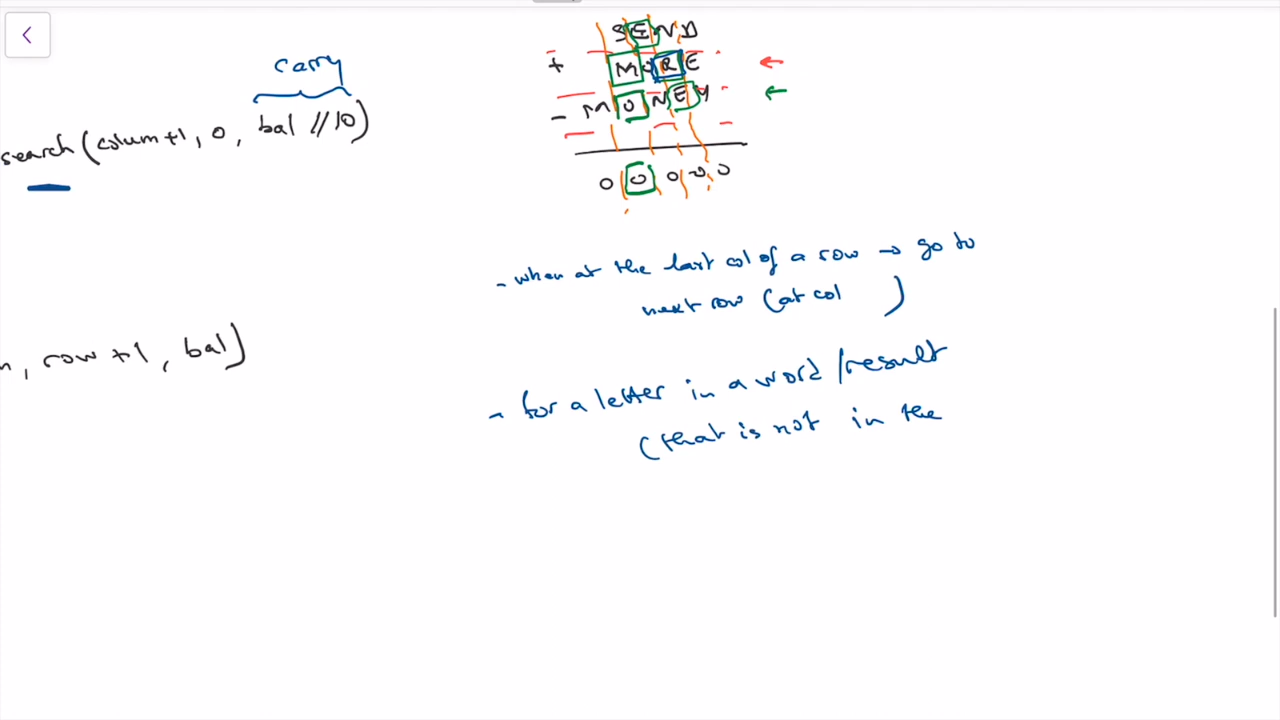 SEND
carry
+ MORE
- MONEY
search(colum+1, 0, bal //10)
0 0 0 0 0
- when at the last col of a row → go to
next row (at col )
, row +1, bal)
- for a letter in a word /result
(that is not in the